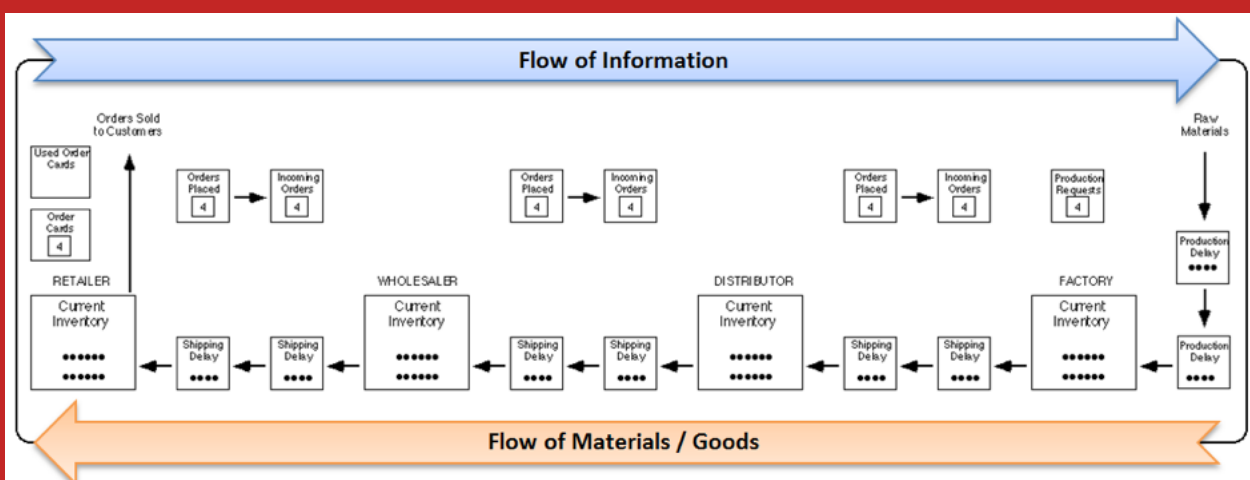 Flow of Information
Orders Sold
to Customers
Raw
Materials
Used Order
Cards
Orders
Placed
4
Incoming
Orders
4
Orders
Placed
4
Incoming
Orders
4
Orders
Placed
4
Incoming
Orders
4
Production
Requests
4
Order
Cards
4
Production
Delay
RETAILER
WHOLESALER
DISTRIBUTOR
FACTORY
Current
Inventory
Shipping
Delay
Shipping
Delay
Current
Inventory
Shipping
Delay
Shipping
Delay
Current
Inventory
Shipping
Delay
Shipping
Delay
Current
Inventory
Production
Delay
Flow of Materials / Goods